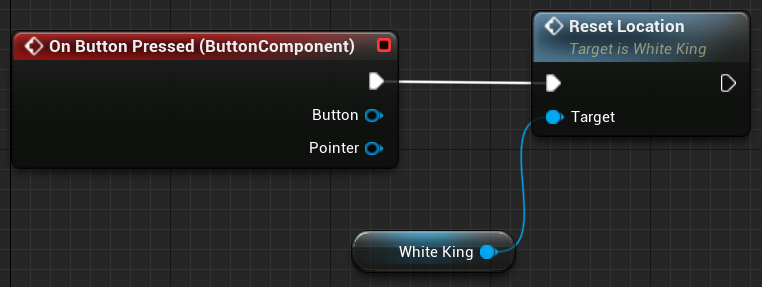 On Button Pressed (ButtonComponent)
Button
Pointer
Reset Location
Target is White King
Target
White King